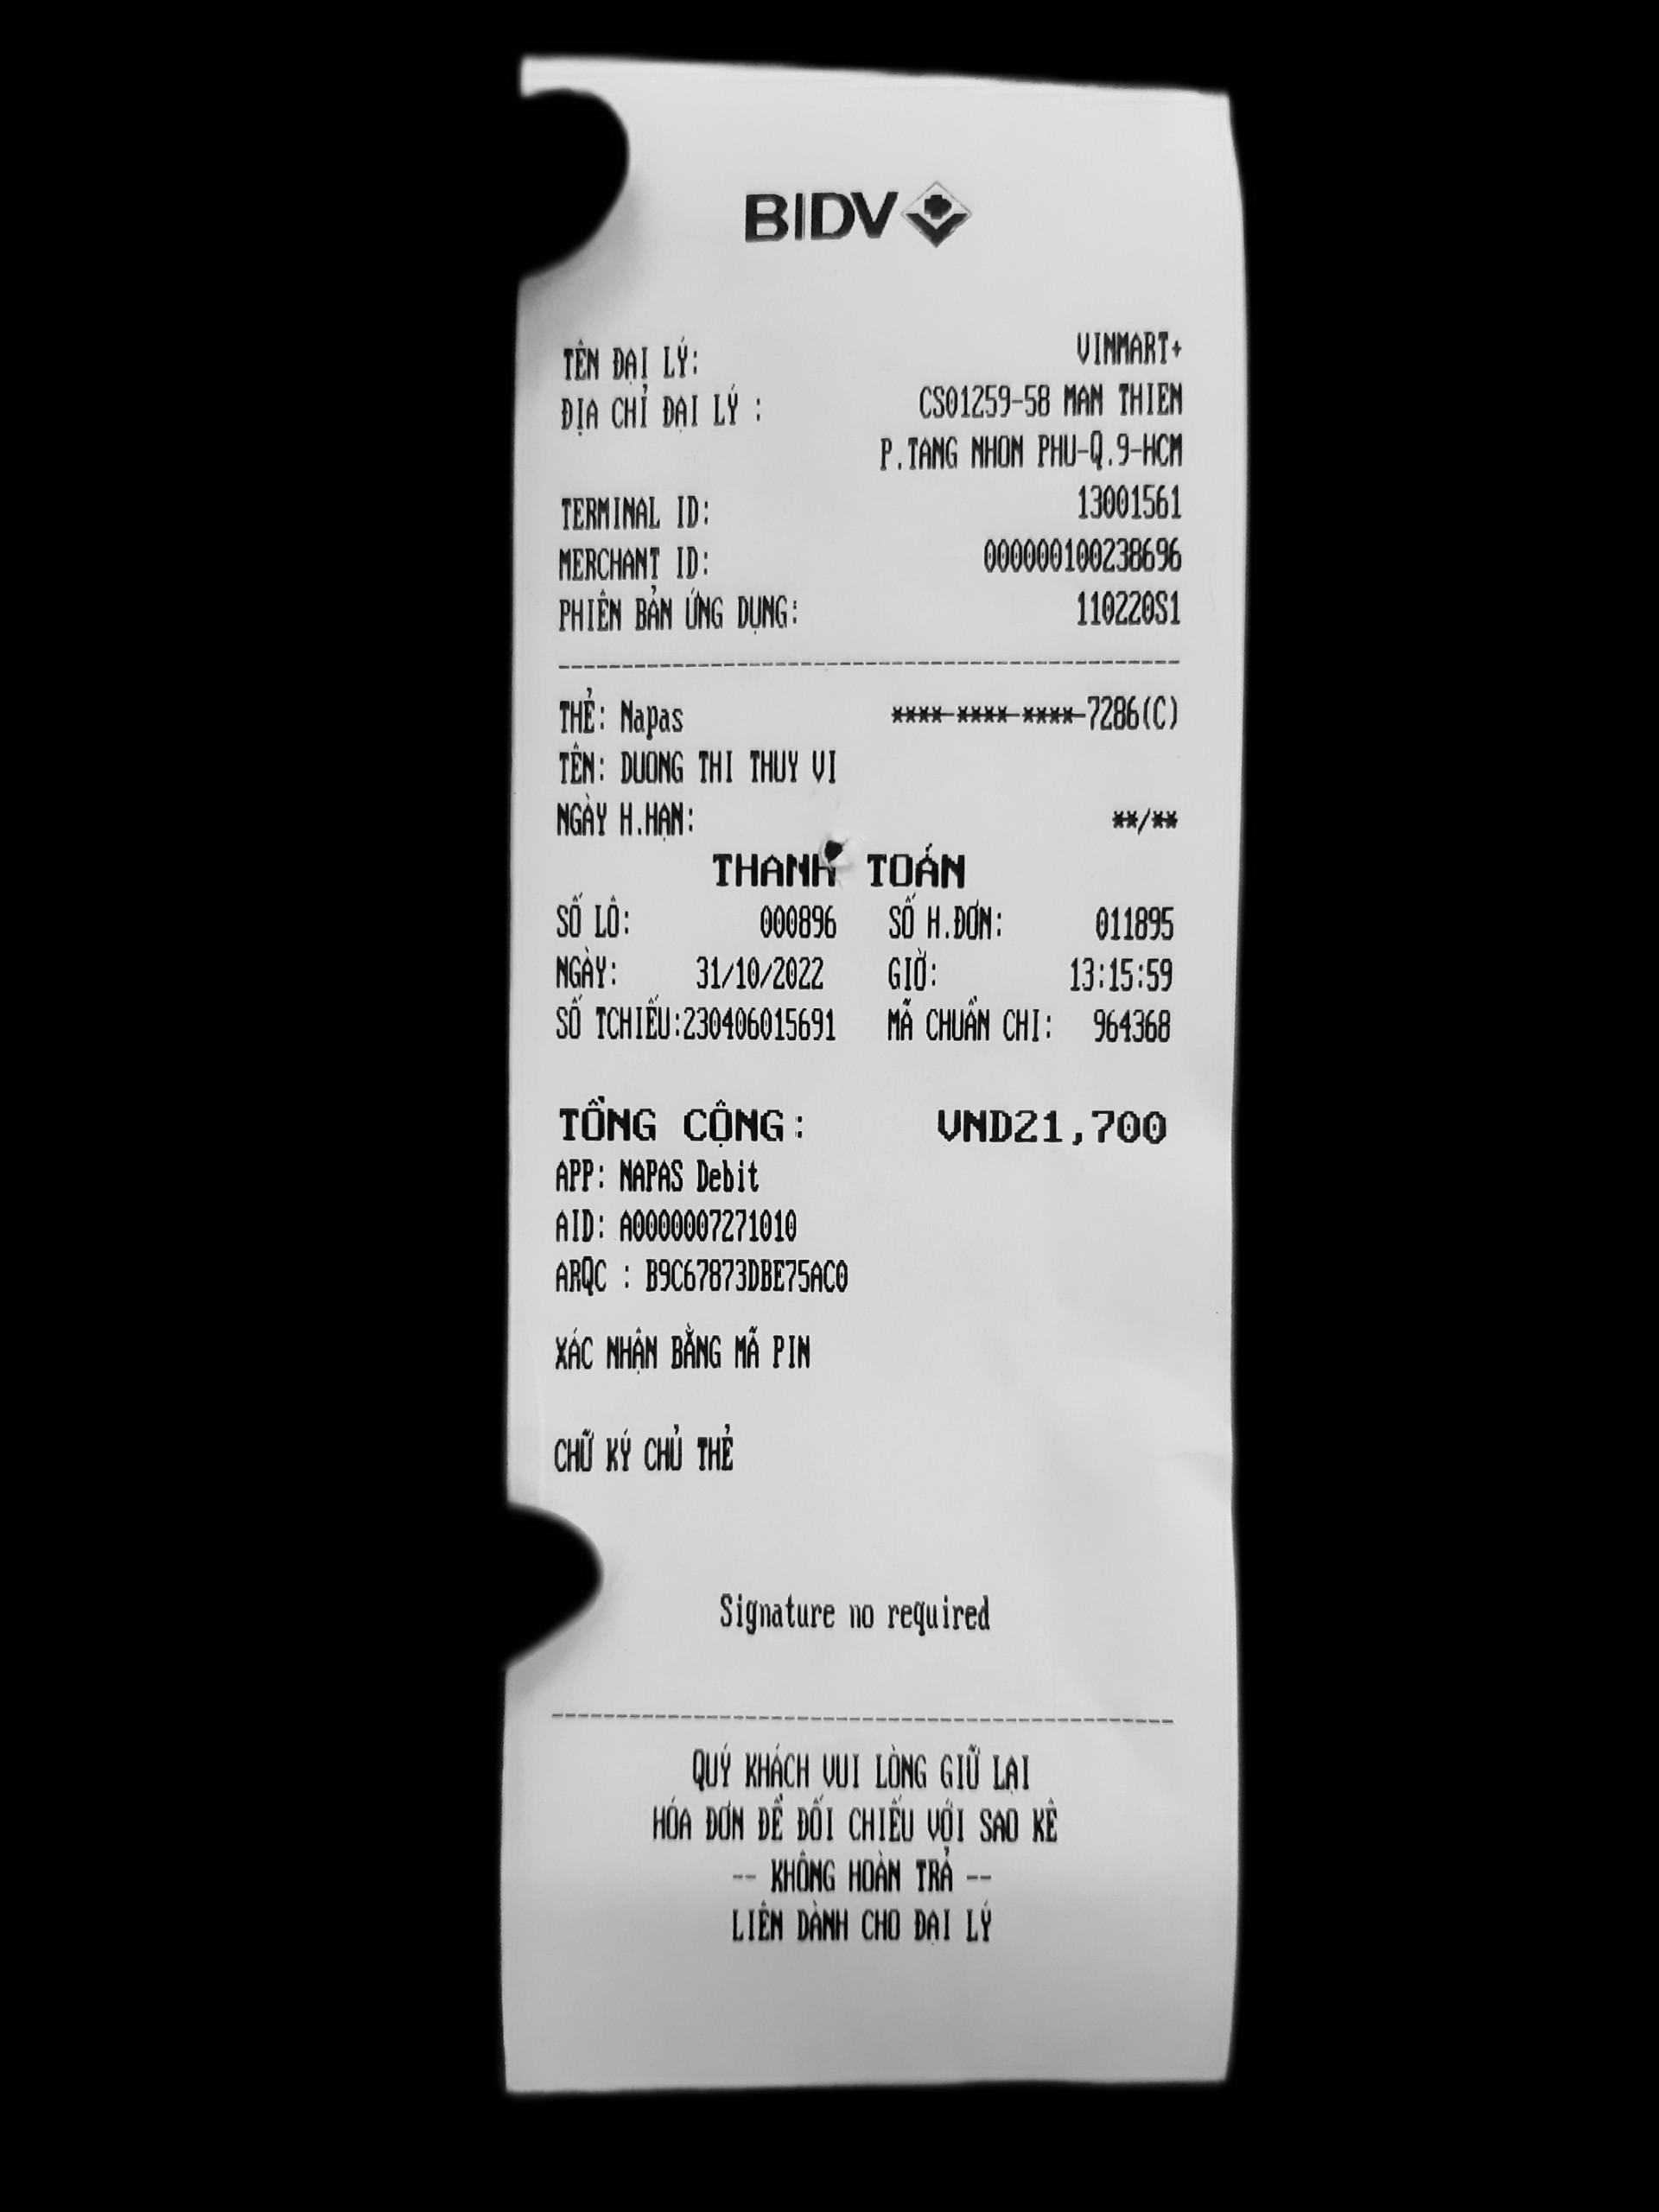 BIDV
TÊN ĐẠI LÝ: VINMART+
ĐỊA CHỈ ĐẠI LÝ : CS01259-58 MAN THIEN
P.TANG NHON PHU-Q.9-HCM
TERMINAL ID: 13001561
MERCHANT ID: 000000100238696
PHIÊN BẢN ỨNG DỤNG: 110220S1
THẺ: Napas ****-****-****-7286(C)
TÊN: DUONG THI THUY VI
NGÀY H.HẠN: **/**
THANH TOÁN
SỐ LÔ: 000896 SỐ H.ĐƠN: 011895
NGÀY: 31/10/2022 GIỜ: 13:15:59
SỐ TCHIẾU:230406015691 MÃ CHUẨN CHI: 964368
TỔNG CỘNG: VND21,700
APP: NAPAS Debit
AID: A0000007271010
ARQC : B9C67873DBE75AC0
XÁC NHẬN BẰNG MÃ PIN
CHỮ KÝ CHỦ THẺ
Signature no required
QUÝ KHÁCH VUI LÒNG GIỮ LẠI
HÓA ĐƠN ĐỂ ĐỐI CHIẾU VỚI SAO KÊ
-- KHÔNG HOÀN TRẢ --
LIÊN DÀNH CHO ĐẠI LÝ